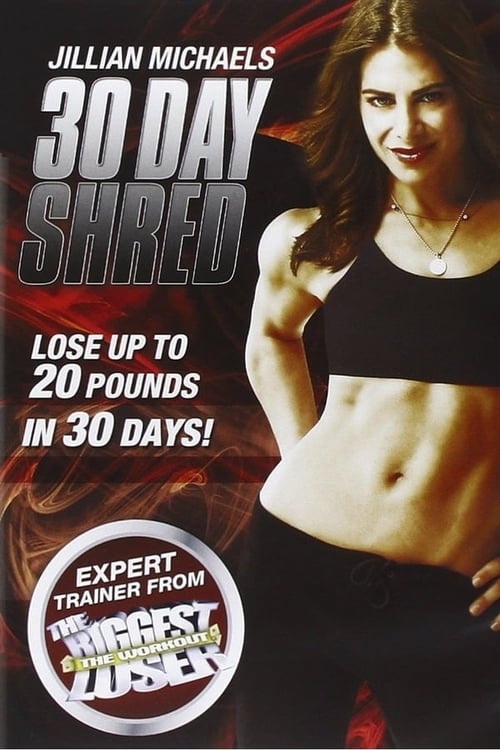 JILLIAN MICHAELS
30 DAY
SHRED
LOSE UP TO
20 POUNDS
IN 30 DAYS!
EXPERT
TRAINER FROM
THE
BIGGEST
THE WORKOUT
LOSER